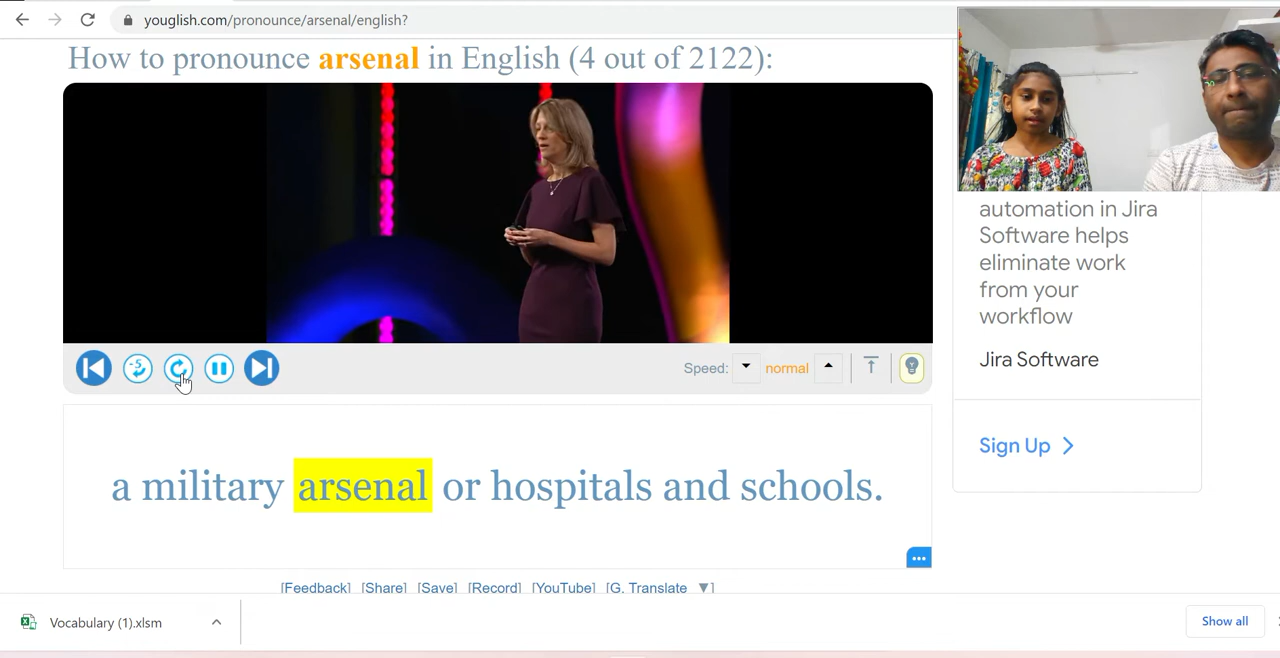 youglish.com/pronounce/arsenal/english?
How to pronounce arsenal in English (4 out of 2122):
automation in Jira
Software helps
eliminate work
from your
workflow
Jira Software
Sign Up
5
Speed: normal
a military arsenal or hospitals and schools.
[Feedback] [Share] [Save] [Record] [YouTube] [G. Translate ▼]
Vocabulary (1).xlsm
Show all